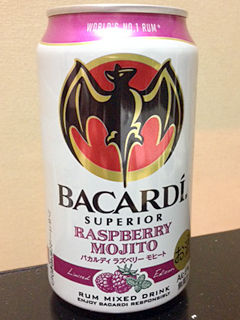 WORLD'S NO.1 RUM*
BACARDÍ
SUPERIOR
RASPBERRY
MOJITO
バカルディ ラズベリー モヒート
Limited Edition
RUM MIXED DRINK
ENJOY BACARDI RESPONSIBLY